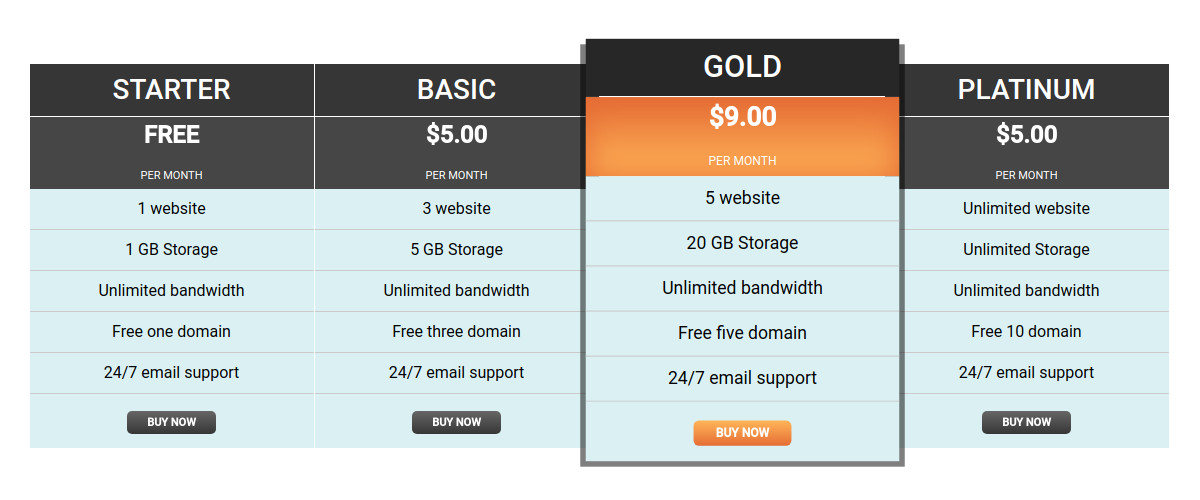 STARTER
FREE
PER MONTH
1 website
1 GB Storage
Unlimited bandwidth
Free one domain
24/7 email support
BUY NOW
BASIC
$5.00
PER MONTH
3 website
5 GB Storage
Unlimited bandwidth
Free three domain
24/7 email support
BUY NOW
GOLD
$9.00
PER MONTH
5 website
20 GB Storage
Unlimited bandwidth
Free five domain
24/7 email support
BUY NOW
PLATINUM
$5.00
PER MONTH
Unlimited website
Unlimited Storage
Unlimited bandwidth
Free 10 domain
24/7 email support
BUY NOW